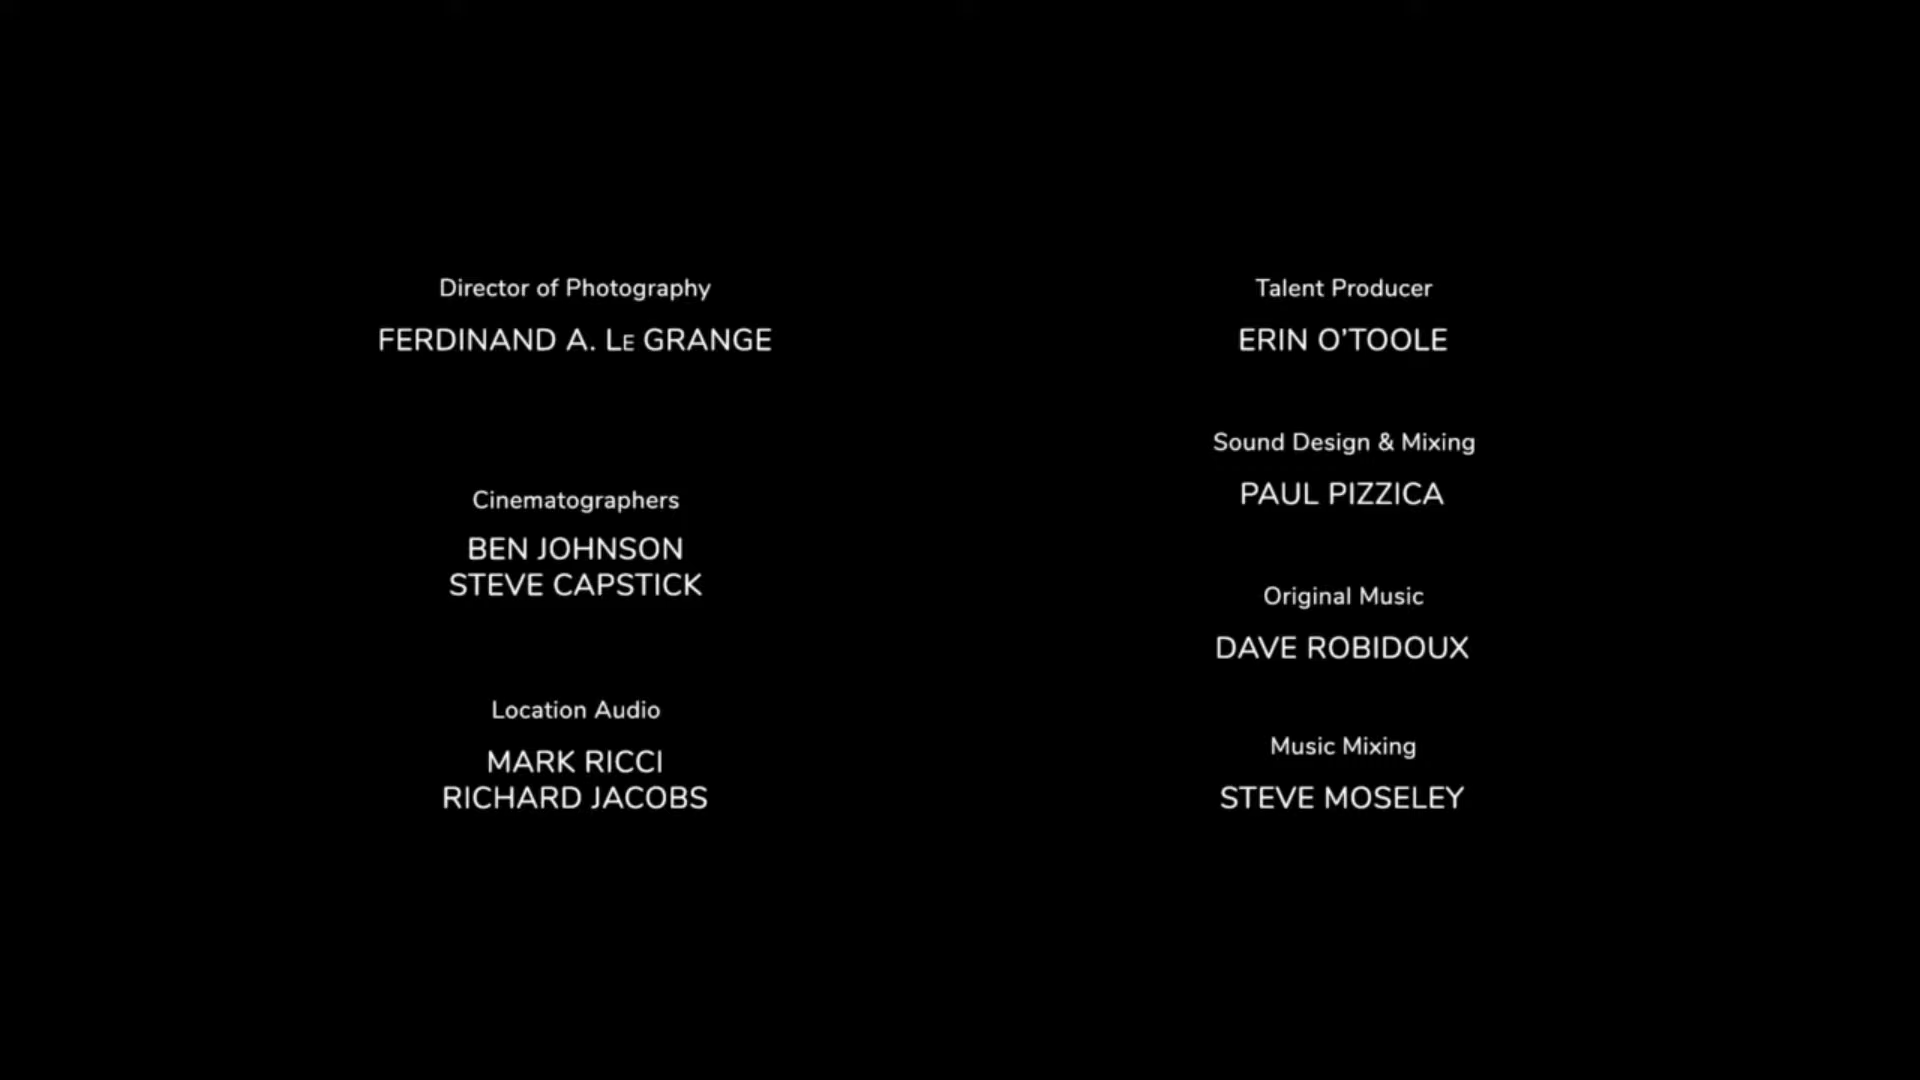 Director of Photography
FERDINAND A. LE GRANGE
Cinematographers
BEN JOHNSON
STEVE CAPSTICK
Location Audio
MARK RICCI
RICHARD JACOBS
Talent Producer
ERIN O’TOOLE
Sound Design & Mixing
PAUL PIZZICA
Original Music
DAVE ROBIDOUX
Music Mixing
STEVE MOSELEY